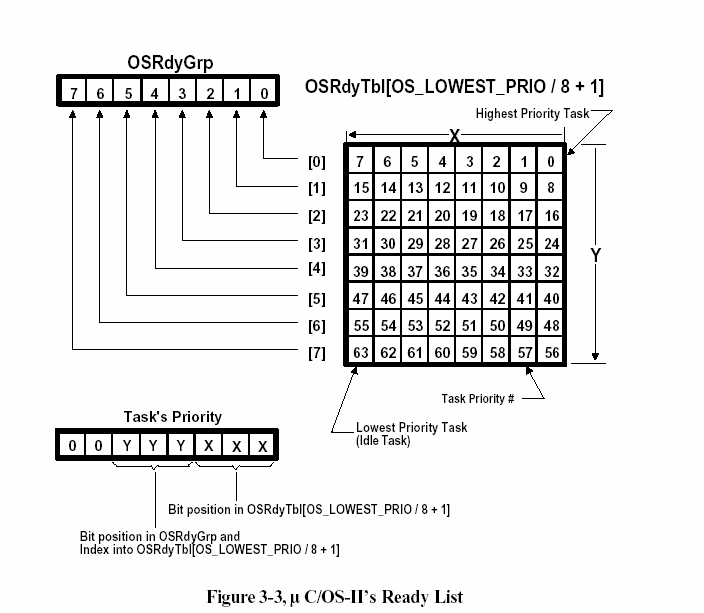 OSRdyGrp
7 6 5 4 3 2 1 0
OSRdyTbl[OS_LOWEST_PRIO / 8 + 1]
Highest Priority Task
X
[0] 7 6 5 4 3 2 1 0
[1] 15 14 13 12 11 10 9 8
[2] 23 22 21 20 19 18 17 16
[3] 31 30 29 28 27 26 25 24
Y
[4] 39 38 37 36 35 34 33 32
[5] 47 46 45 44 43 42 41 40
[6] 55 54 53 52 51 50 49 48
[7] 63 62 61 60 59 58 57 56
Task Priority #
Lowest Priority Task
(Idle Task)
Task's Priority
0 0 Y Y Y X X X
Bit position in OSRdyTbl[OS_LOWEST_PRIO / 8 + 1]
Bit position in OSRdyGrp and
Index into OSRdyTbl[OS_LOWEST_PRIO / 8 + 1]
Figure 3-3, μ C/OS-II's Ready List